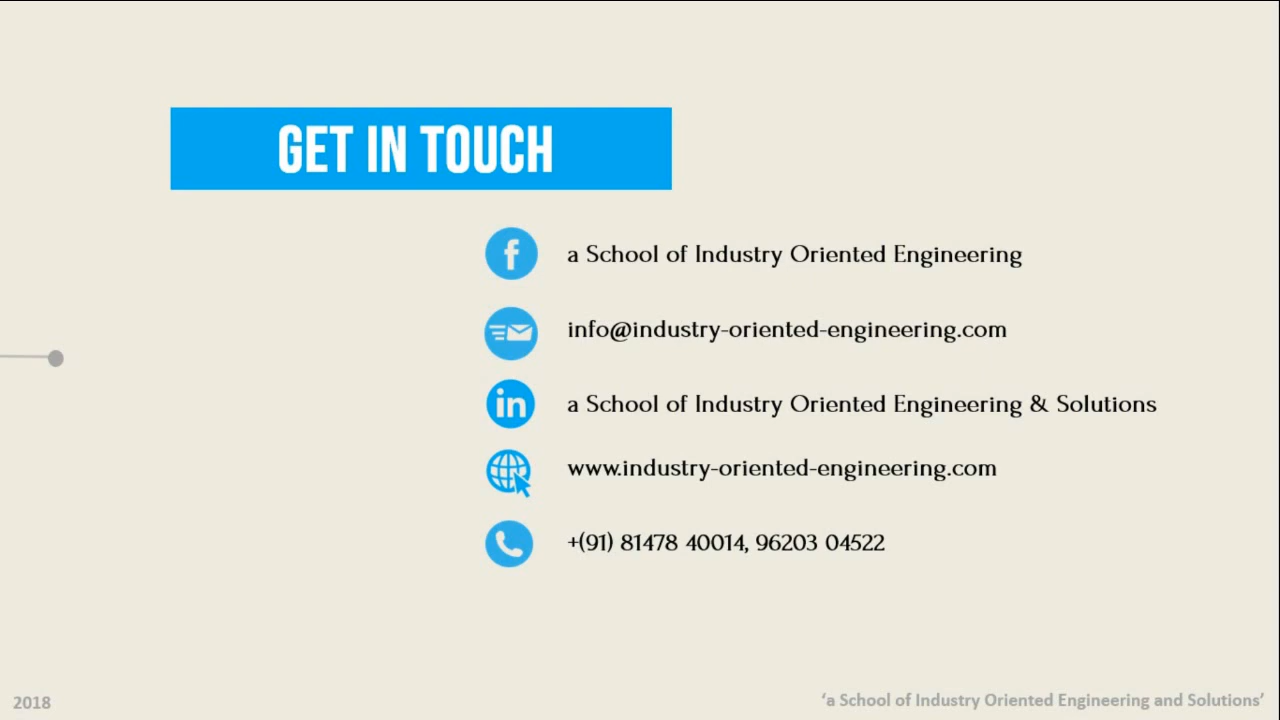 GET IN TOUCH
a School of Industry Oriented Engineering
info@industry-oriented-engineering.com
in
a School of Industry Oriented Engineering & Solutions
www.industry-oriented-engineering.com
+(91) 81478 40014, 96203 04522
2018
‘a School of Industry Oriented Engineering and Solutions’